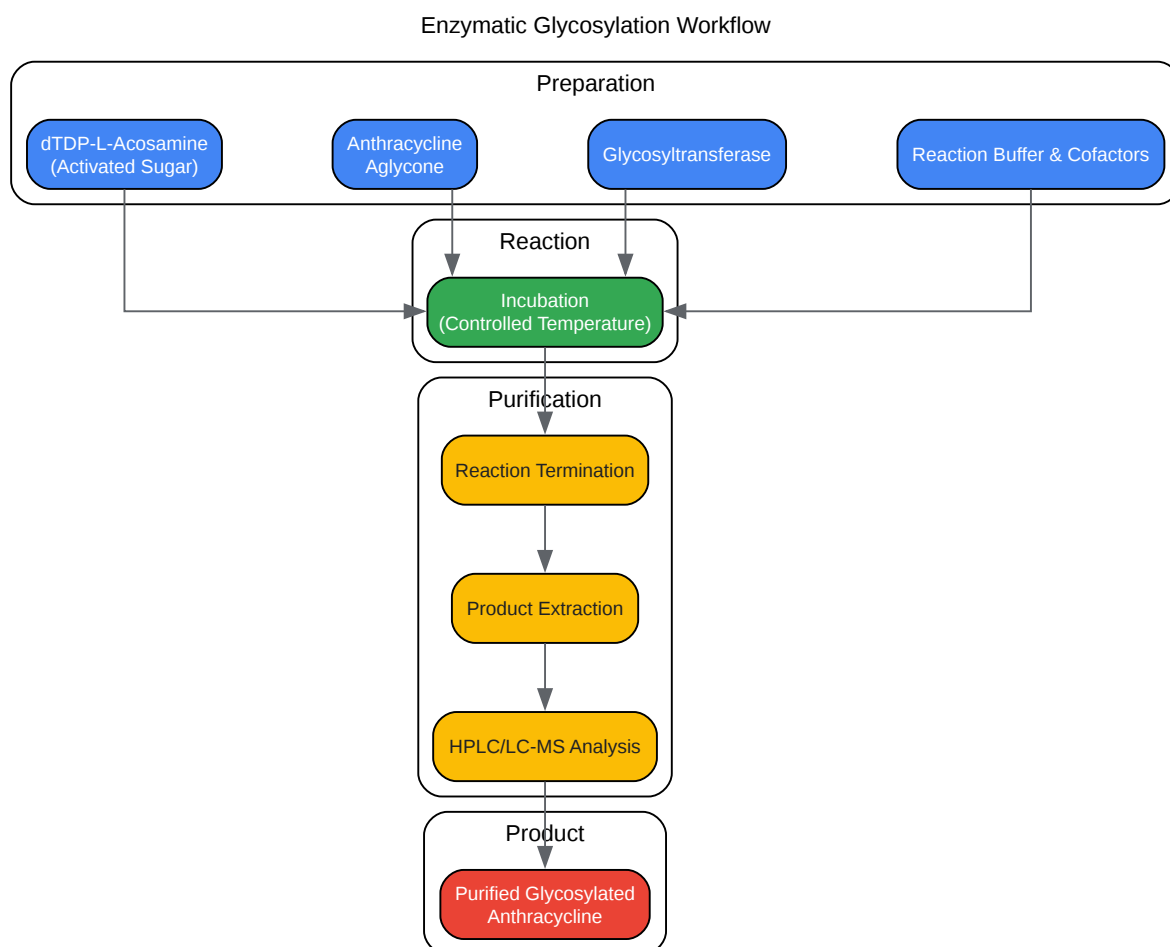 Enzymatic Glycosylation Workflow
Preparation
dTDP-L-Acosamine
(Activated Sugar)
Anthracycline
Aglycone
Glycosyltransferase
Reaction Buffer & Cofactors
Reaction
Incubation
(Controlled Temperature)
Purification
Reaction Termination
Product Extraction
HPLC/LC-MS Analysis
Product
Purified Glycosylated
Anthracycline